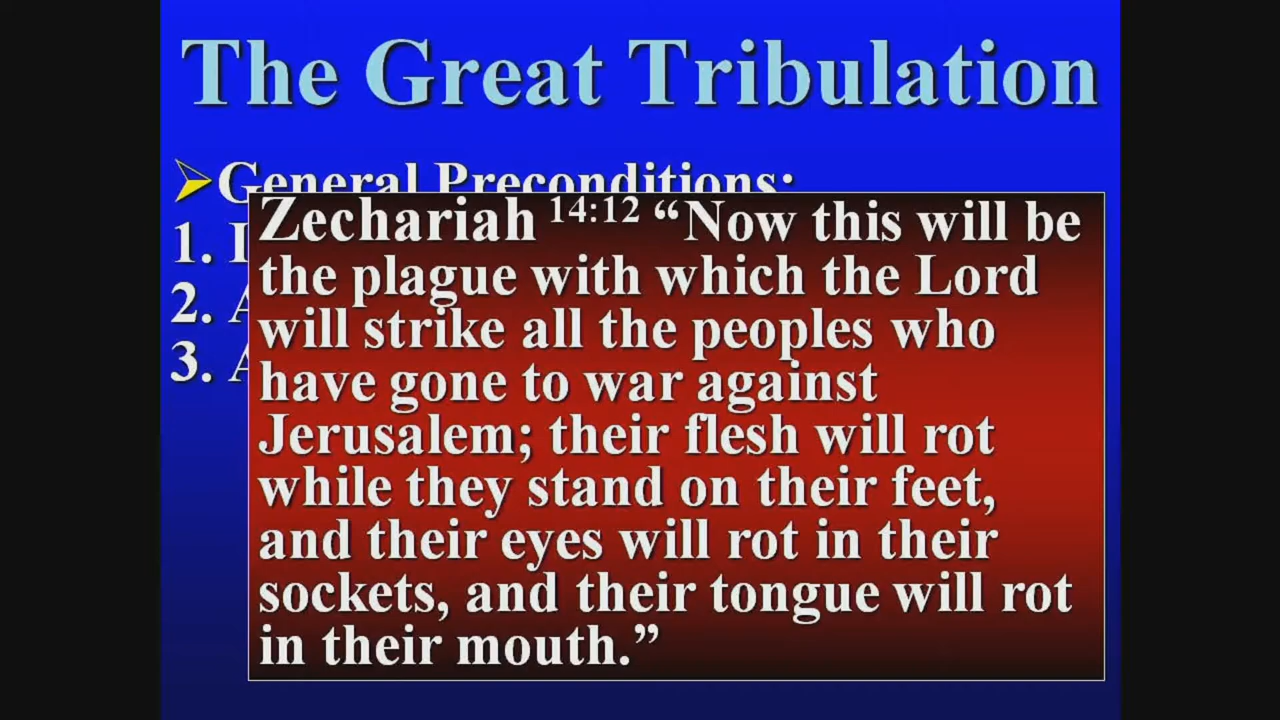 The Great Tribulation
General Preconditions:
1.
2. A
3. A
Zechariah 14:12 “Now this will be
the plague with which the Lord
will strike all the peoples who
have gone to war against
Jerusalem; their flesh will rot
while they stand on their feet,
and their eyes will rot in their
sockets, and their tongue will rot
in their mouth.”